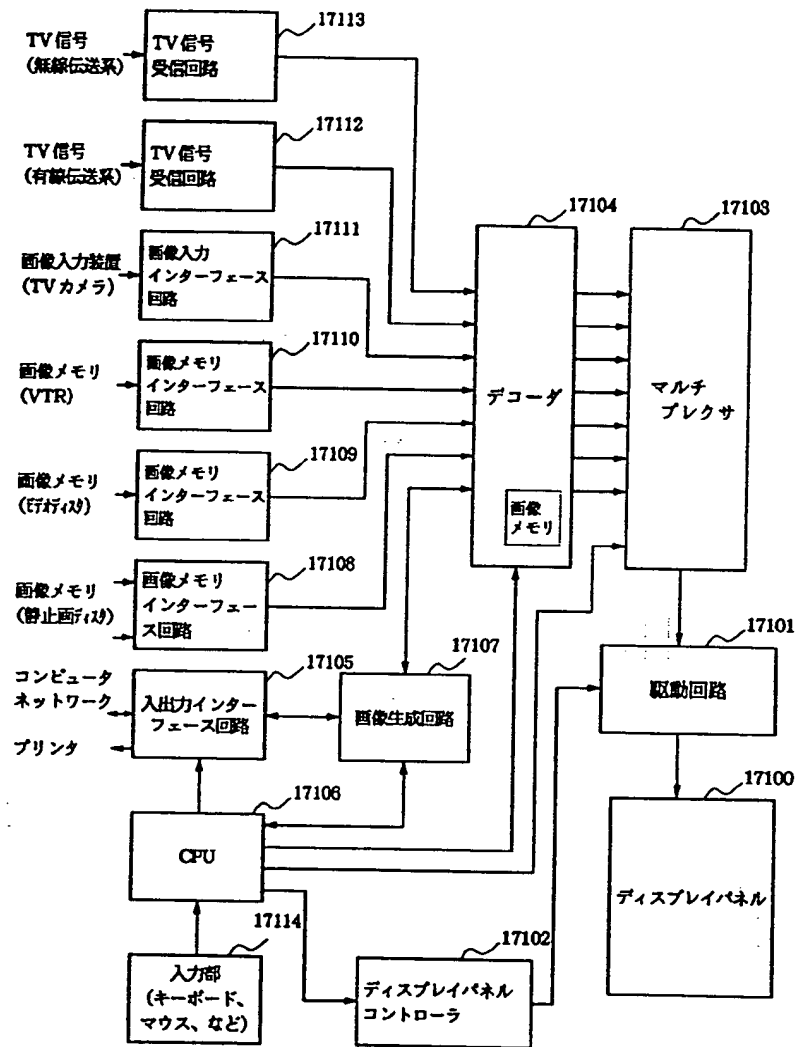 17113
TV信号
(無線伝送系)
TV信号
受信回路
17112
TV信号
(有線伝送系)
TV信号
受信回路
17111
画像入力装置
(TVカメラ)
画像入力
インターフェース
回路
17110
画像メモリ
(VTR)
画像メモリ
インターフェース
回路
17109
画像メモリ
(ビデオディスク)
画像メモリ
インターフェース
回路
17108
画像メモリ
(静止画ディスク)
画像メモリ
インターフェー
ス回路
17104
デコーダ
画像
メモリ
17103
マルチ
プレクサ
17105
コンピュータ
ネットワーク
プリンタ
入出力インター
フェース回路
17107
画像生成回路
17101
駆動回路
17106
CPU
17100
ディスプレイパネル
17114
入力部
(キーボード、
マウス、など)
17102
ディスプレイパネル
コントローラ